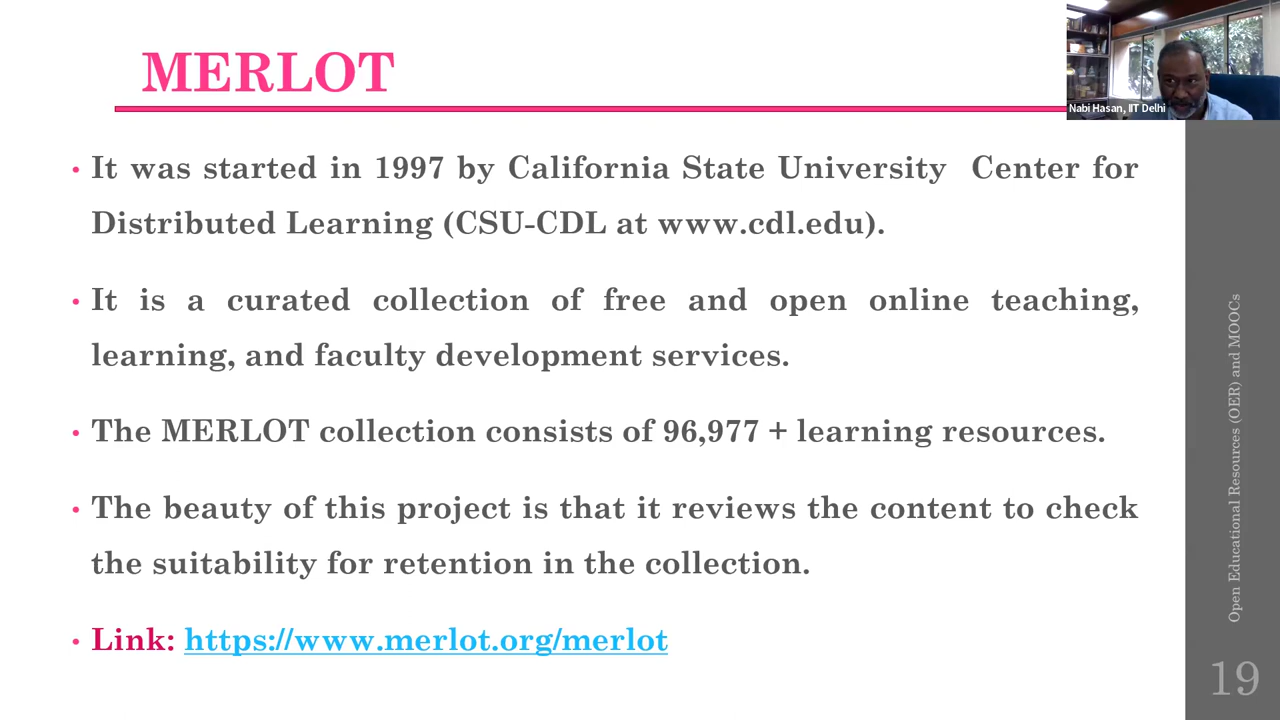 MERLOT
Nabi Hasan, IIT Delhi
• It was started in 1997 by California State University Center for
Distributed Learning (CSU-CDL at www.cdl.edu).
• It is a curated collection of free and open online teaching,
learning, and faculty development services.
• The MERLOT collection consists of 96,977 + learning resources.
• The beauty of this project is that it reviews the content to check
the suitability for retention in the collection.
• Link: https://www.merlot.org/merlot
Open Educational Resources (OER) and MOOCs
19